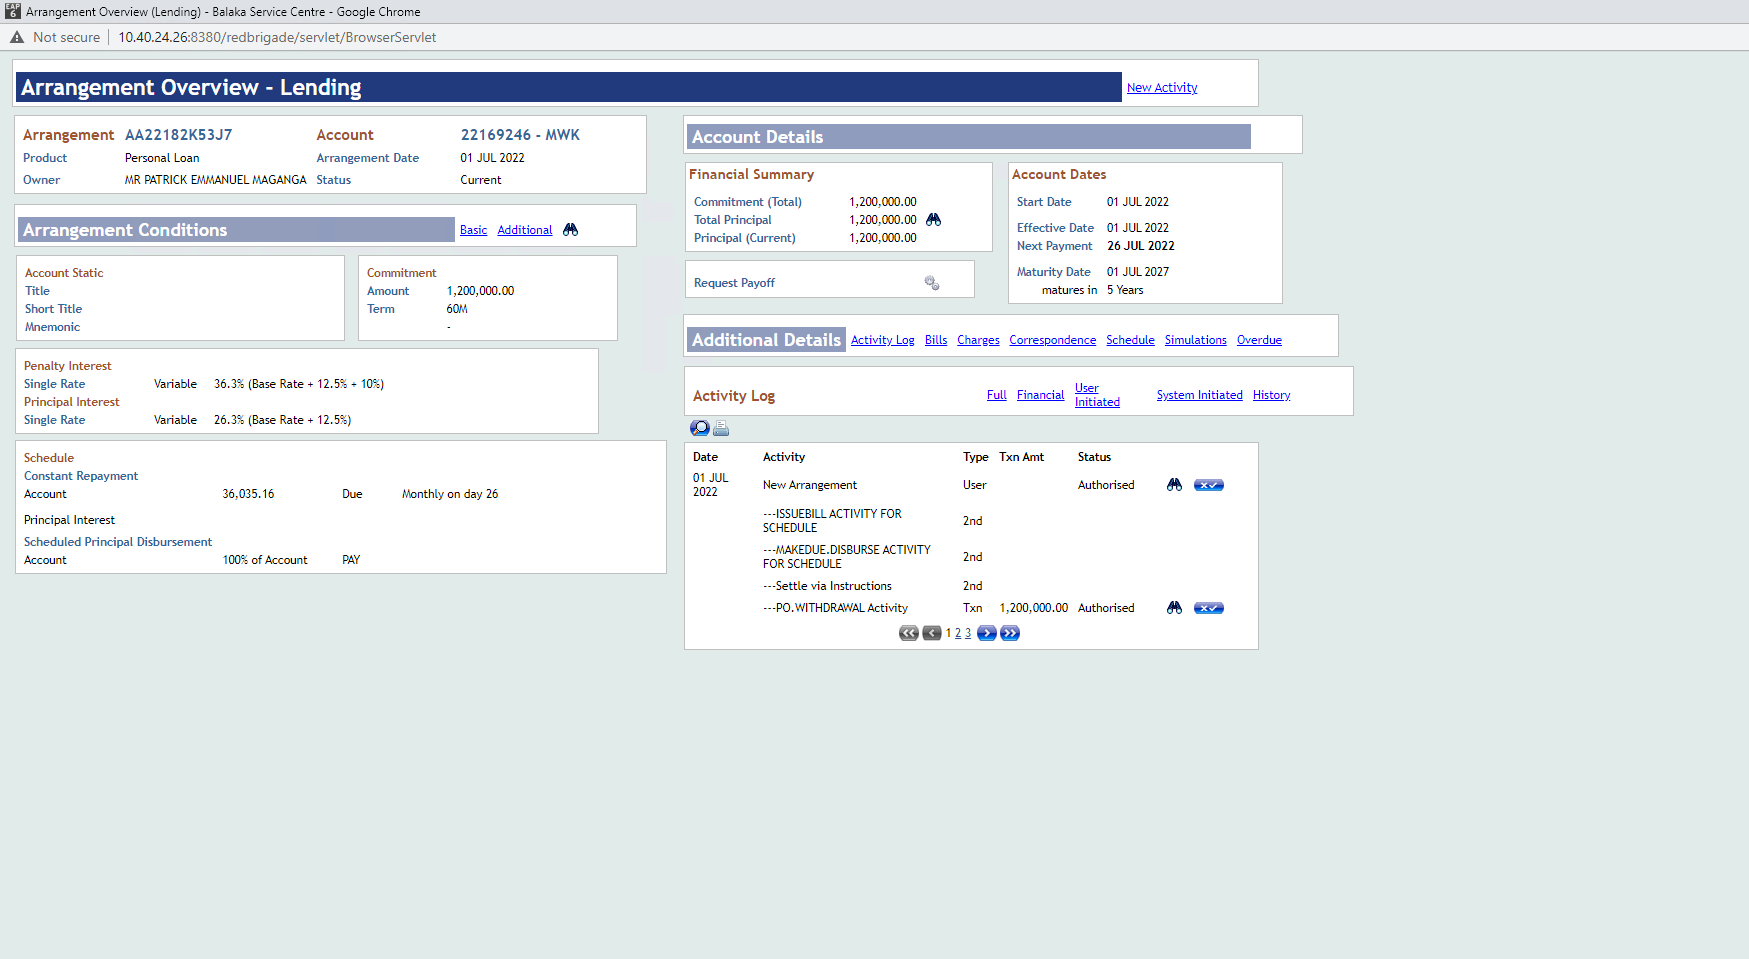 EAP 6 Arrangement Overview (Lending) - Balaka Service Centre - Google Chrome
Not secure 10.40.24.26:8380/redbrigade/servlet/BrowserServlet
Arrangement Overview - Lending New Activity
Arrangement AA22182K53J7 Account 22169246 - MWK
Product Personal Loan Arrangement Date 01 JUL 2022
Owner MR PATRICK EMMANUEL MAGANGA Status Current
Arrangement Conditions Basic Additional
Account Static
Title
Short Title
Mnemonic
Commitment
Amount 1,200,000.00
Term 60M
-
Penalty Interest
Single Rate Variable 36.3% (Base Rate + 12.5% + 10%)
Principal Interest
Single Rate Variable 26.3% (Base Rate + 12.5%)
Schedule
Constant Repayment
Account 36,035.16 Due Monthly on day 26
Principal Interest
Scheduled Principal Disbursement
Account 100% of Account PAY
Account Details
Financial Summary
Commitment (Total) 1,200,000.00
Total Principal 1,200,000.00
Principal (Current) 1,200,000.00
Request Payoff
Account Dates
Start Date 01 JUL 2022
Effective Date 01 JUL 2022
Next Payment 26 JUL 2022
Maturity Date 01 JUL 2027
matures in 5 Years
Additional Details Activity Log Bills Charges Correspondence Schedule Simulations Overdue
Activity Log Full Financial User Initiated System Initiated History
Date Activity Type Txn Amt Status
01 JUL 2022 New Arrangement User Authorised
---ISSUEBILL ACTIVITY FOR SCHEDULE 2nd
---MAKEDUE.DISBURSE ACTIVITY FOR SCHEDULE 2nd
---Settle via Instructions 2nd
---PO.WITHDRAWAL Activity Txn 1,200,000.00 Authorised
1 2 3